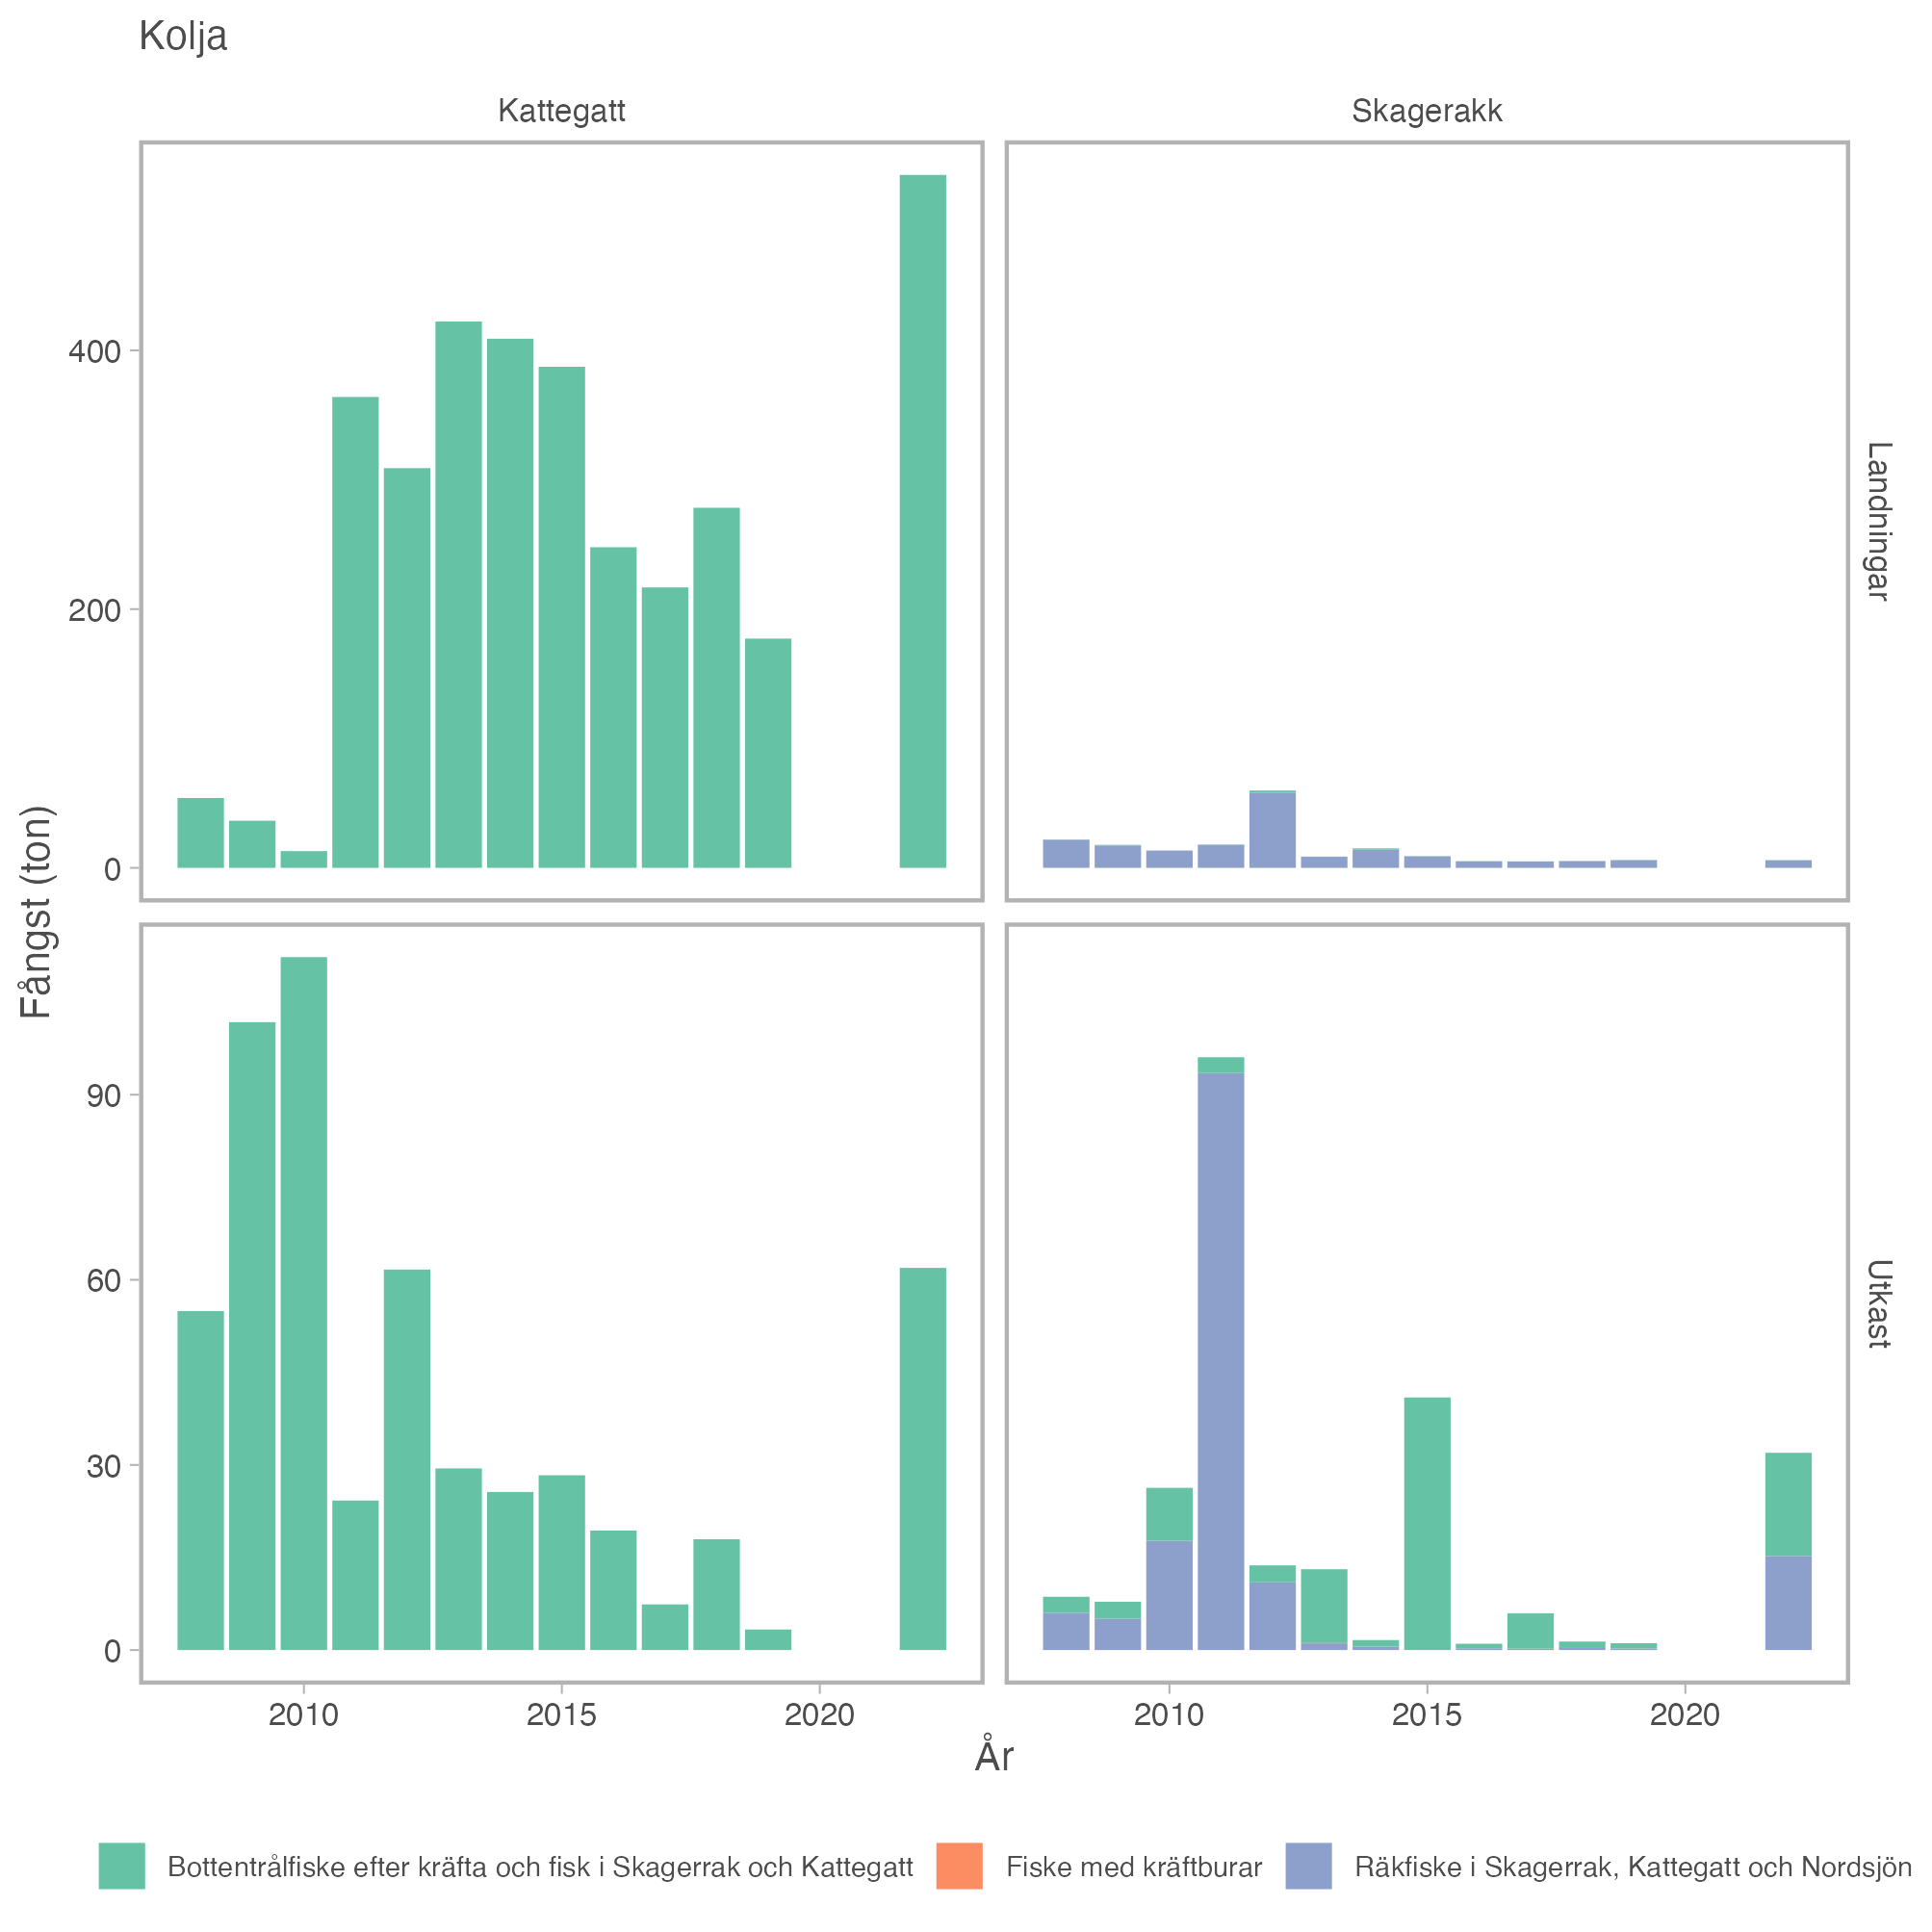 Kolja
Kattegatt
Skagerakk
400
200
0
Landningar
Fångst (ton)
90
60
30
0
Utkast
2010
2015
2020
2010
2015
2020
År
Bottentrålfiske efter kräfta och fisk i Skagerrak och Kattegatt
Fiske med kräftburar
Räkfiske i Skagerrak, Kattegatt och Nordsjön